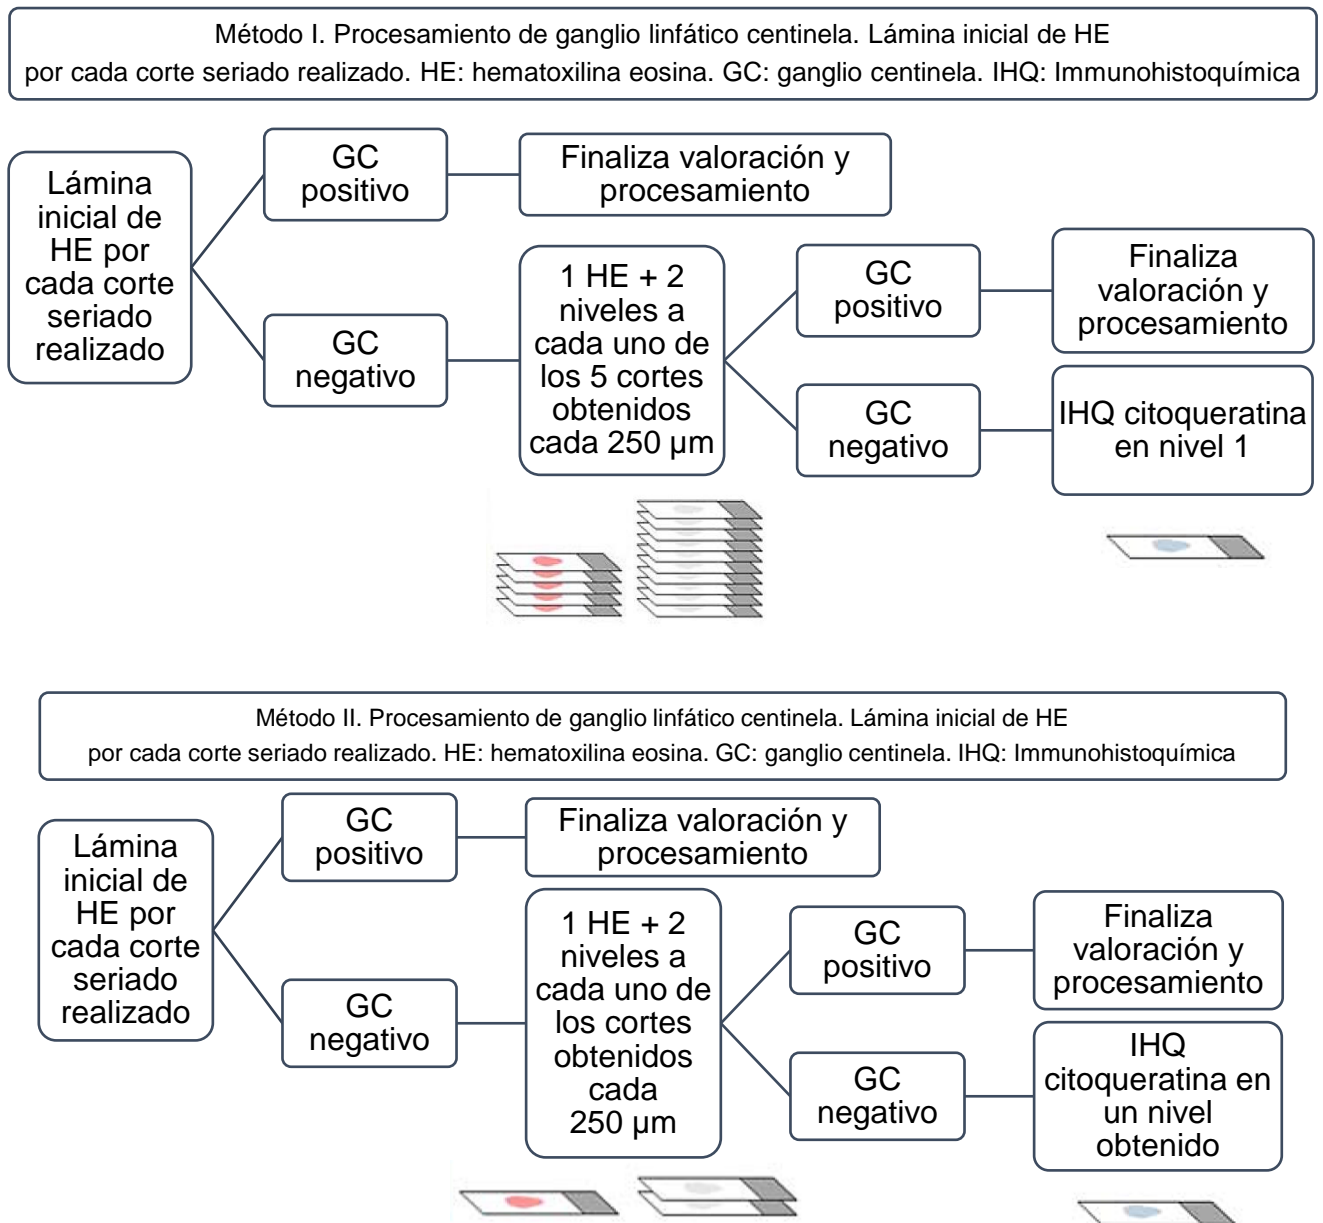 Método I. Procesamiento de ganglio linfático centinela. Lámina inicial de HE
por cada corte seriado realizado. HE: hematoxilina eosina. GC: ganglio centinela. IHQ: Immunohistoquímica
Lámina
inicial de
HE por
cada corte
seriado
realizado
GC
positivo
Finaliza valoración y
procesamiento
GC
negativo
1 HE + 2
niveles a
cada uno de
los 5 cortes
obtenidos
cada 250 µm
GC
positivo
Finaliza
valoración y
procesamiento
GC
negativo
IHQ citoqueratina
en nivel 1
Método II. Procesamiento de ganglio linfático centinela. Lámina inicial de HE
por cada corte seriado realizado. HE: hematoxilina eosina. GC: ganglio centinela. IHQ: Immunohistoquímica
Lámina
inicial de
HE por
cada corte
seriado
realizado
GC
positivo
Finaliza valoración y
procesamiento
GC
negativo
1 HE + 2
niveles a
cada uno de
los cortes
obtenidos
cada
250 µm
GC
positivo
Finaliza
valoración y
procesamiento
GC
negativo
IHQ
citoqueratina en
un nivel
obtenido